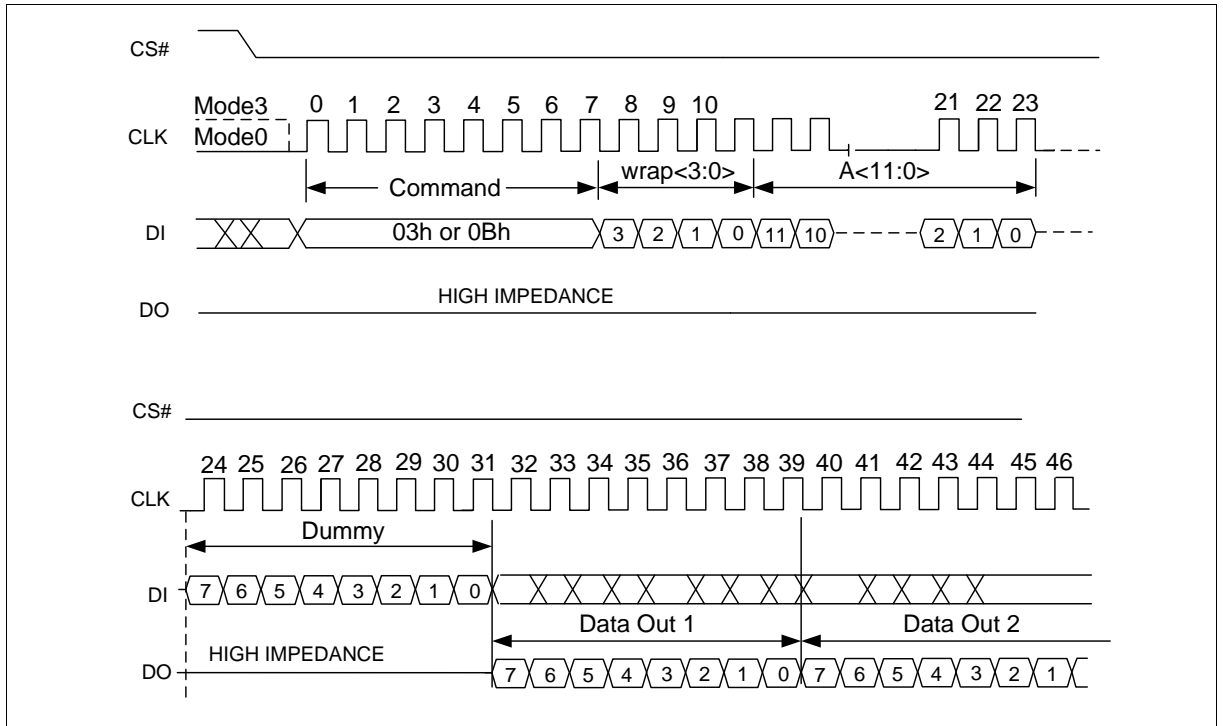 CS#
Mode3 0 1 2 3 4 5 6 7 8 9 10 21 22 23
CLK Mode0
Command wrap<3:0> A<11:0>
DI 03h or 0Bh 3 2 1 0 11 10 2 1 0
HIGH IMPEDANCE
DO
CS#
24 25 26 27 28 29 30 31 32 33 34 35 36 37 38 39 40 41 42 43 44 45 46
CLK
Dummy
DI 7 6 5 4 3 2 1 0
Data Out 1 Data Out 2
HIGH IMPEDANCE
DO 7 6 5 4 3 2 1 0 7 6 5 4 3 2 1